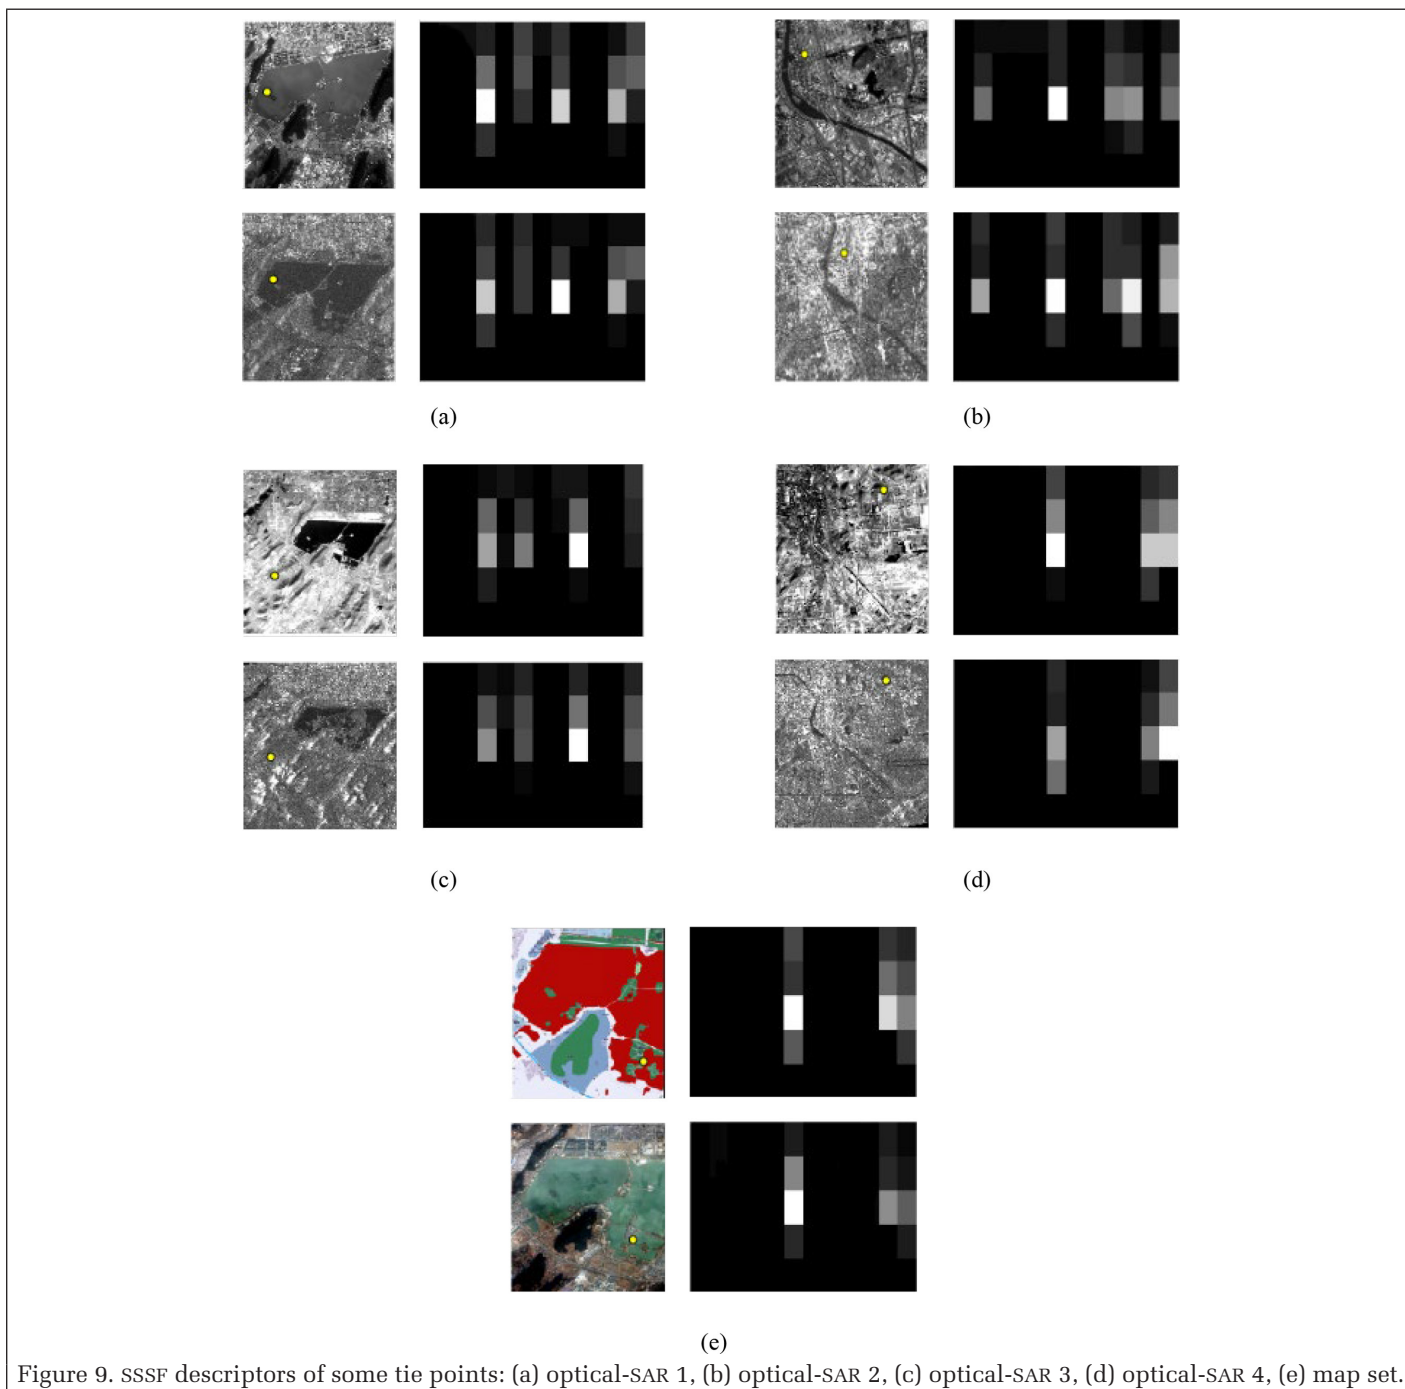 (a)
(b)
(c)
(d)
(e)
Figure 9. SSSF descriptors of some tie points: (a) optical-SAR 1, (b) optical-SAR 2, (c) optical-SAR 3, (d) optical-SAR 4, (e) map set.